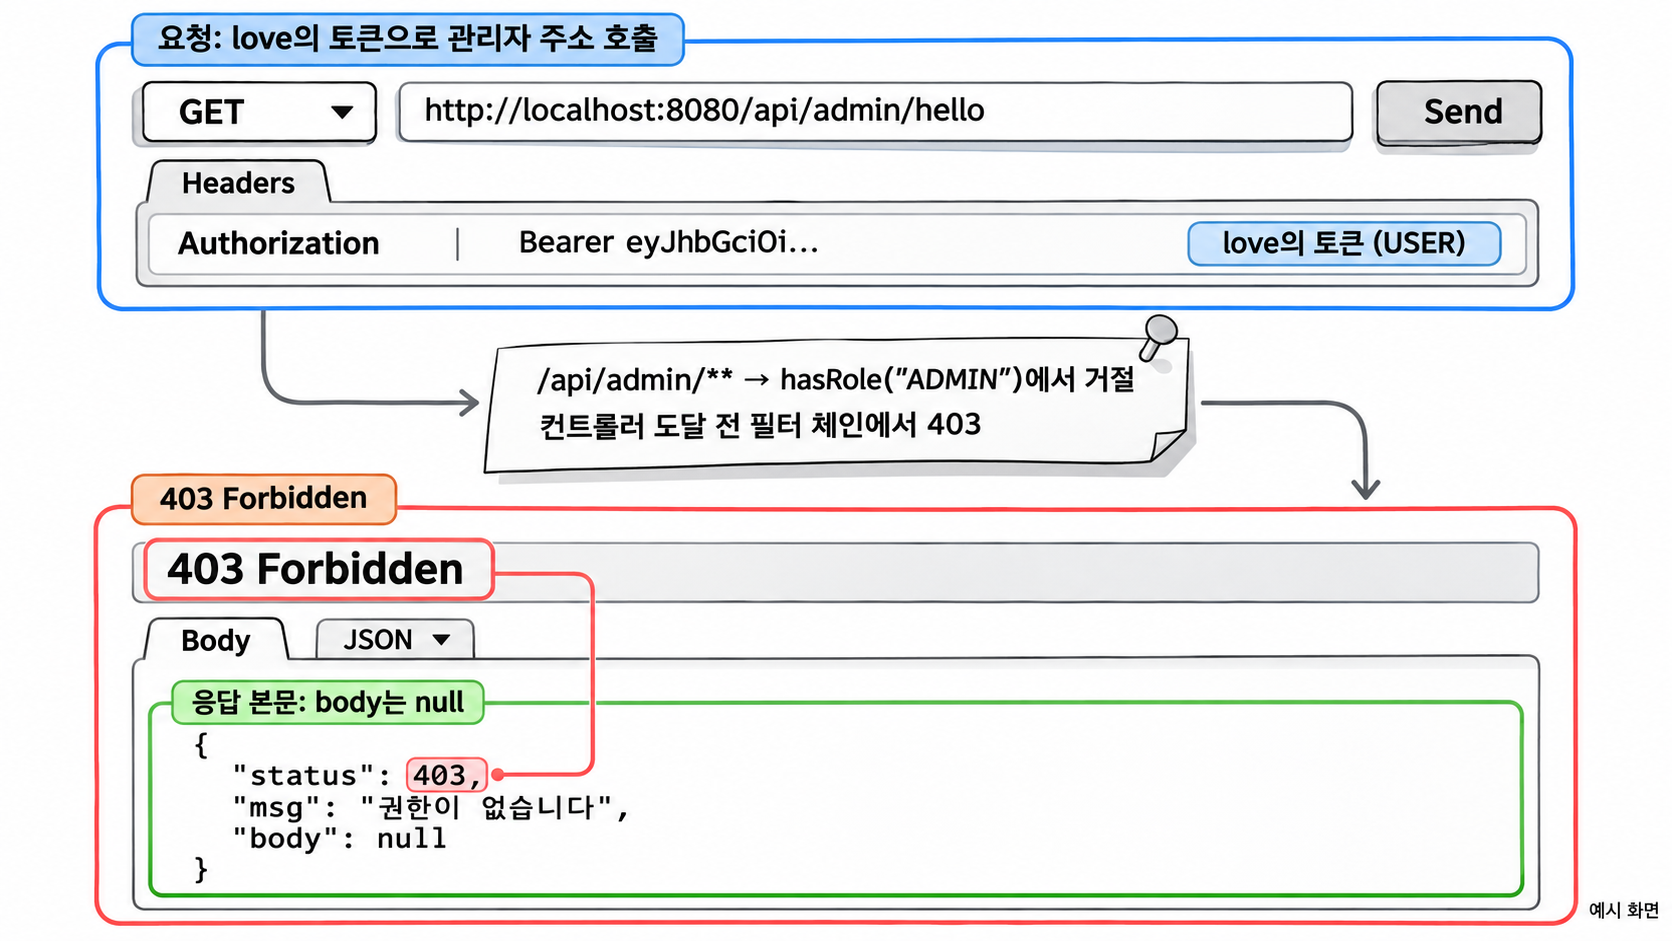 요청: love의 토큰으로 관리자 주소 호출
GET
http://localhost:8080/api/admin/hello
Send
Headers
Authorization | Bearer eyJhbGciOi...
love의 토큰 (USER)
/api/admin/** → hasRole("ADMIN")에서 거절
컨트롤러 도달 전 필터 체인에서 403
403 Forbidden
403 Forbidden
Body
JSON
응답 본문: body는 null
{
"status": 403,
"msg": "권한이 없습니다",
"body": null
}
예시 화면